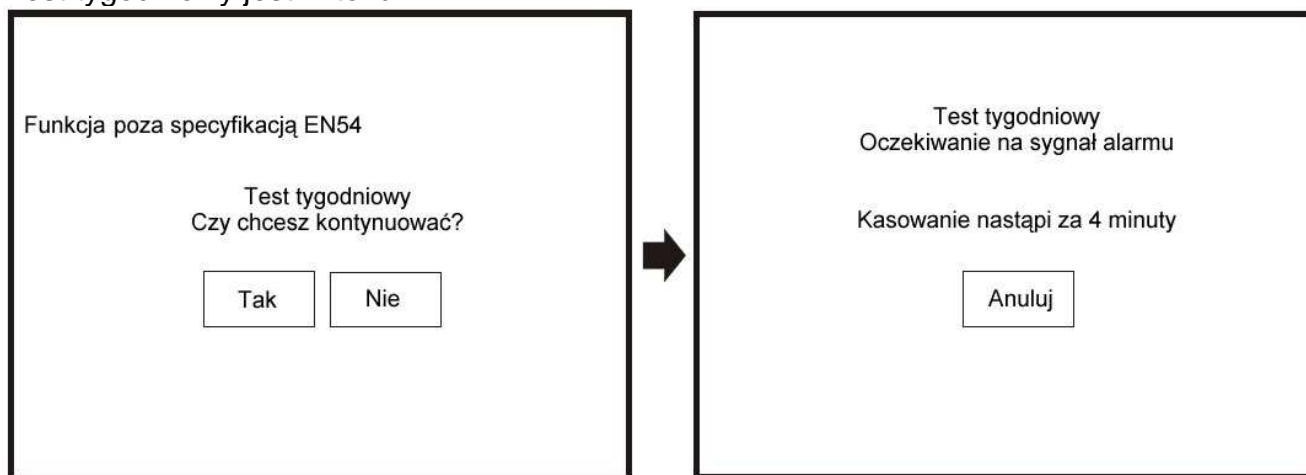 Funkcja poza specyfikacją EN54
Test tygodniowy
Czy chcesz kontynuować?
Tak
Nie
Test tygodniowy
Oczekiwanie na sygnał alarmu
Kasowanie nastąpi za 4 minuty
Anuluj